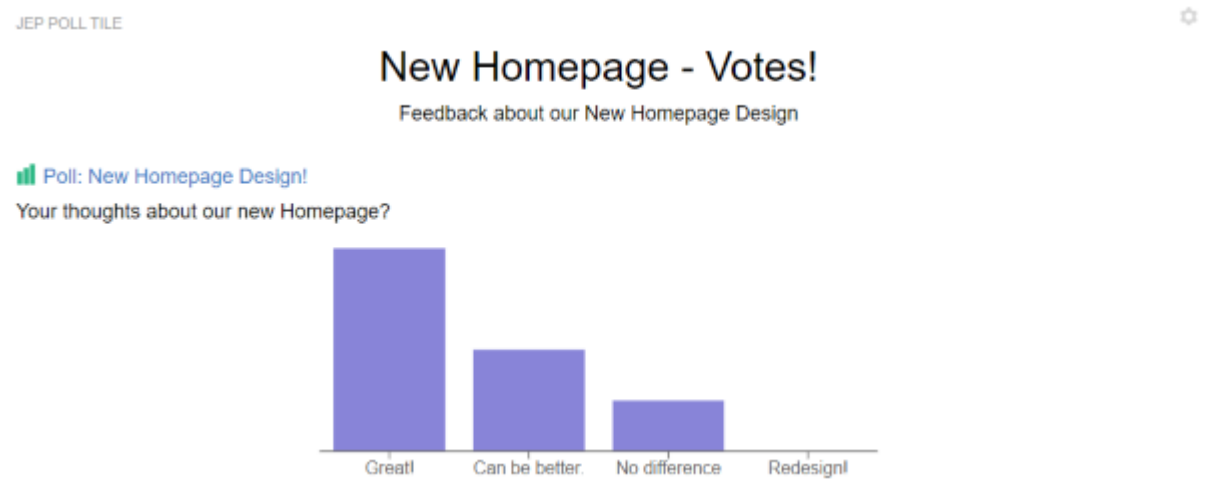 JEP POLL TILE
New Homepage - Votes!
Feedback about our New Homepage Design
Poll: New Homepage Design!
Your thoughts about our new Homepage?
Great! Can be better. No difference Redesign!